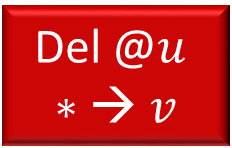 Del @u
* → v